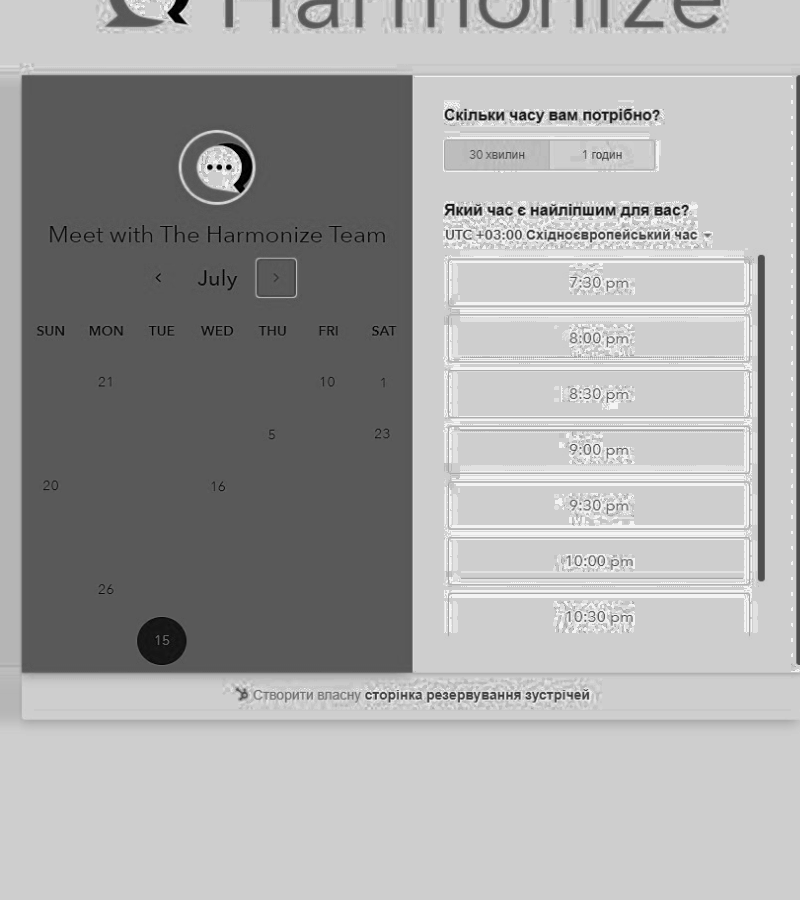 Harmonize
Meet with The Harmonize Team
July
SUN MON TUE WED THU FRI SAT
21 10 1
5 23
20 16
26
15
Скільки часу вам потрібно?
30 хвилин 1 годин
Який час є найліпшим для вас?
UTC +03:00 Східноєвропейський час
7:30 pm
8:00 pm
8:30 pm
9:00 pm
9:30 pm
10:00 pm
10:30 pm
Створити власну сторінка резервування зустрічей